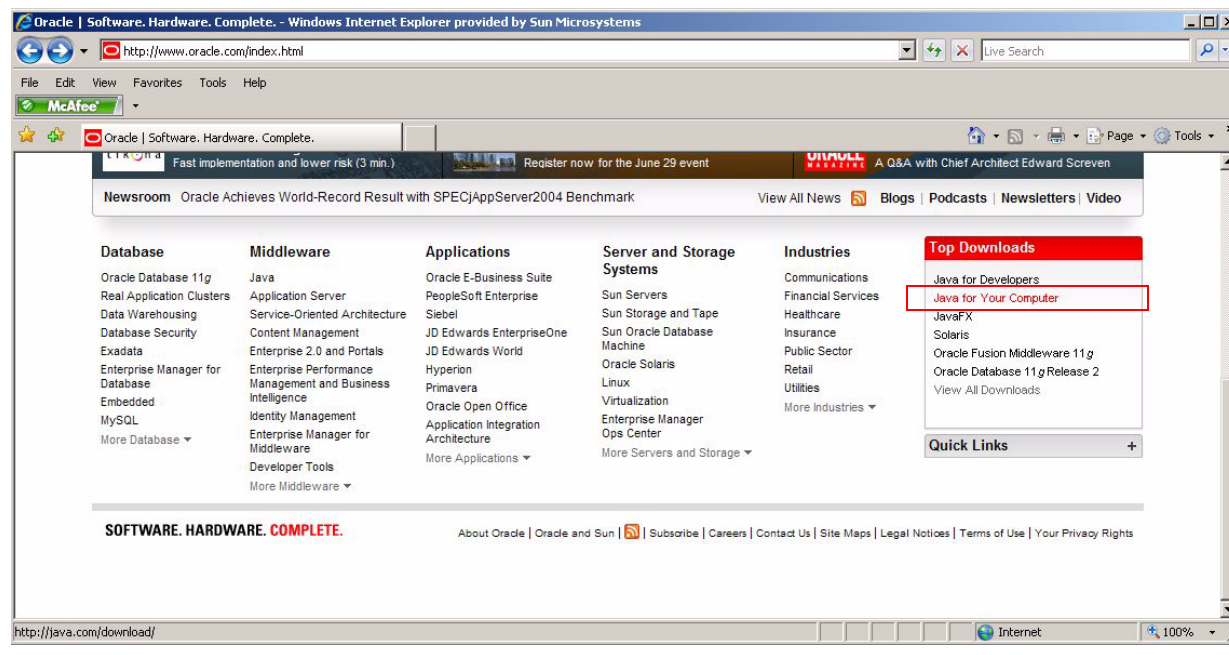 Oracle | Software. Hardware. Complete. - Windows Internet Explorer provided by Sun Microsystems
http://www.oracle.com/index.html
Live Search
File Edit View Favorites Tools Help
McAfee
Oracle | Software. Hardware. Complete.
Page Tools
Fast implementation and lower risk (3 min.)
Register now for the June 29 event
ORACLE
MAGAZINE
A Q&A with Chief Architect Edward Screven
Newsroom Oracle Achieves World-Record Result with SPECjAppServer2004 Benchmark
View All News Blogs | Podcasts | Newsletters | Video
Database
Oracle Database 11g
Real Application Clusters
Data Warehousing
Database Security
Exadata
Enterprise Manager for
Database
Embedded
MySQL
More Database
Middleware
Java
Application Server
Service-Oriented Architecture
Content Management
Enterprise 2.0 and Portals
Enterprise Performance
Management and Business
Intelligence
Identity Management
Enterprise Manager for
Middleware
Developer Tools
More Middleware
Applications
Oracle E-Business Suite
PeopleSoft Enterprise
Siebel
JD Edwards EnterpriseOne
JD Edwards World
Hyperion
Primavera
Oracle Open Office
Application Integration
Architecture
More Applications
Server and Storage
Systems
Sun Servers
Sun Storage and Tape
Sun Oracle Database
Machine
Oracle Solaris
Linux
Virtualization
Enterprise Manager
Ops Center
More Servers and Storage
Industries
Communications
Financial Services
Healthcare
Insurance
Public Sector
Retail
Utilities
More Industries
Top Downloads
Java for Developers
Java for Your Computer
JavaFX
Solaris
Oracle Fusion Middleware 11g
Oracle Database 11g Release 2
View All Downloads
Quick Links +
SOFTWARE. HARDWARE. COMPLETE.
About Oracle | Oracle and Sun | | Subscribe | Careers | Contact Us | Site Maps | Legal Notices | Terms of Use | Your Privacy Rights
http://java.com/download/
Internet
100%